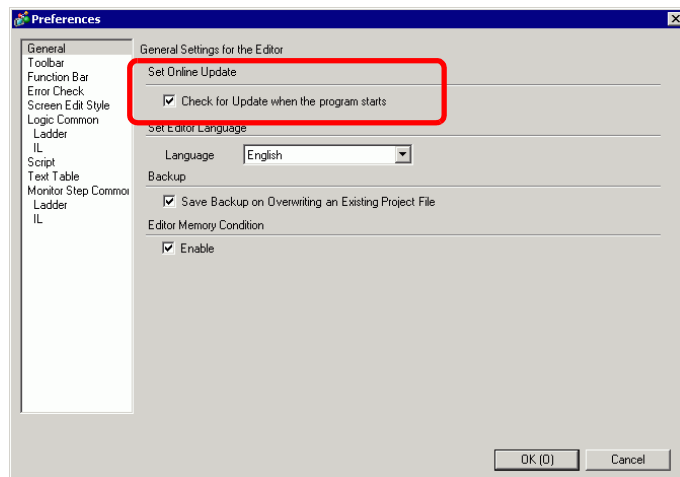 Preferences
General
Toolbar
Function Bar
Error Check
Screen Edit Style
Logic Common
Ladder
IL
Script
Text Table
Monitor Step Commo
Ladder
IL
General Settings for the Editor
Set Online Update
Check for Update when the program starts
Set Editor Language
Language English
Backup
Save Backup on Overwriting an Existing Project File
Editor Memory Condition
Enable
OK (O) Cancel